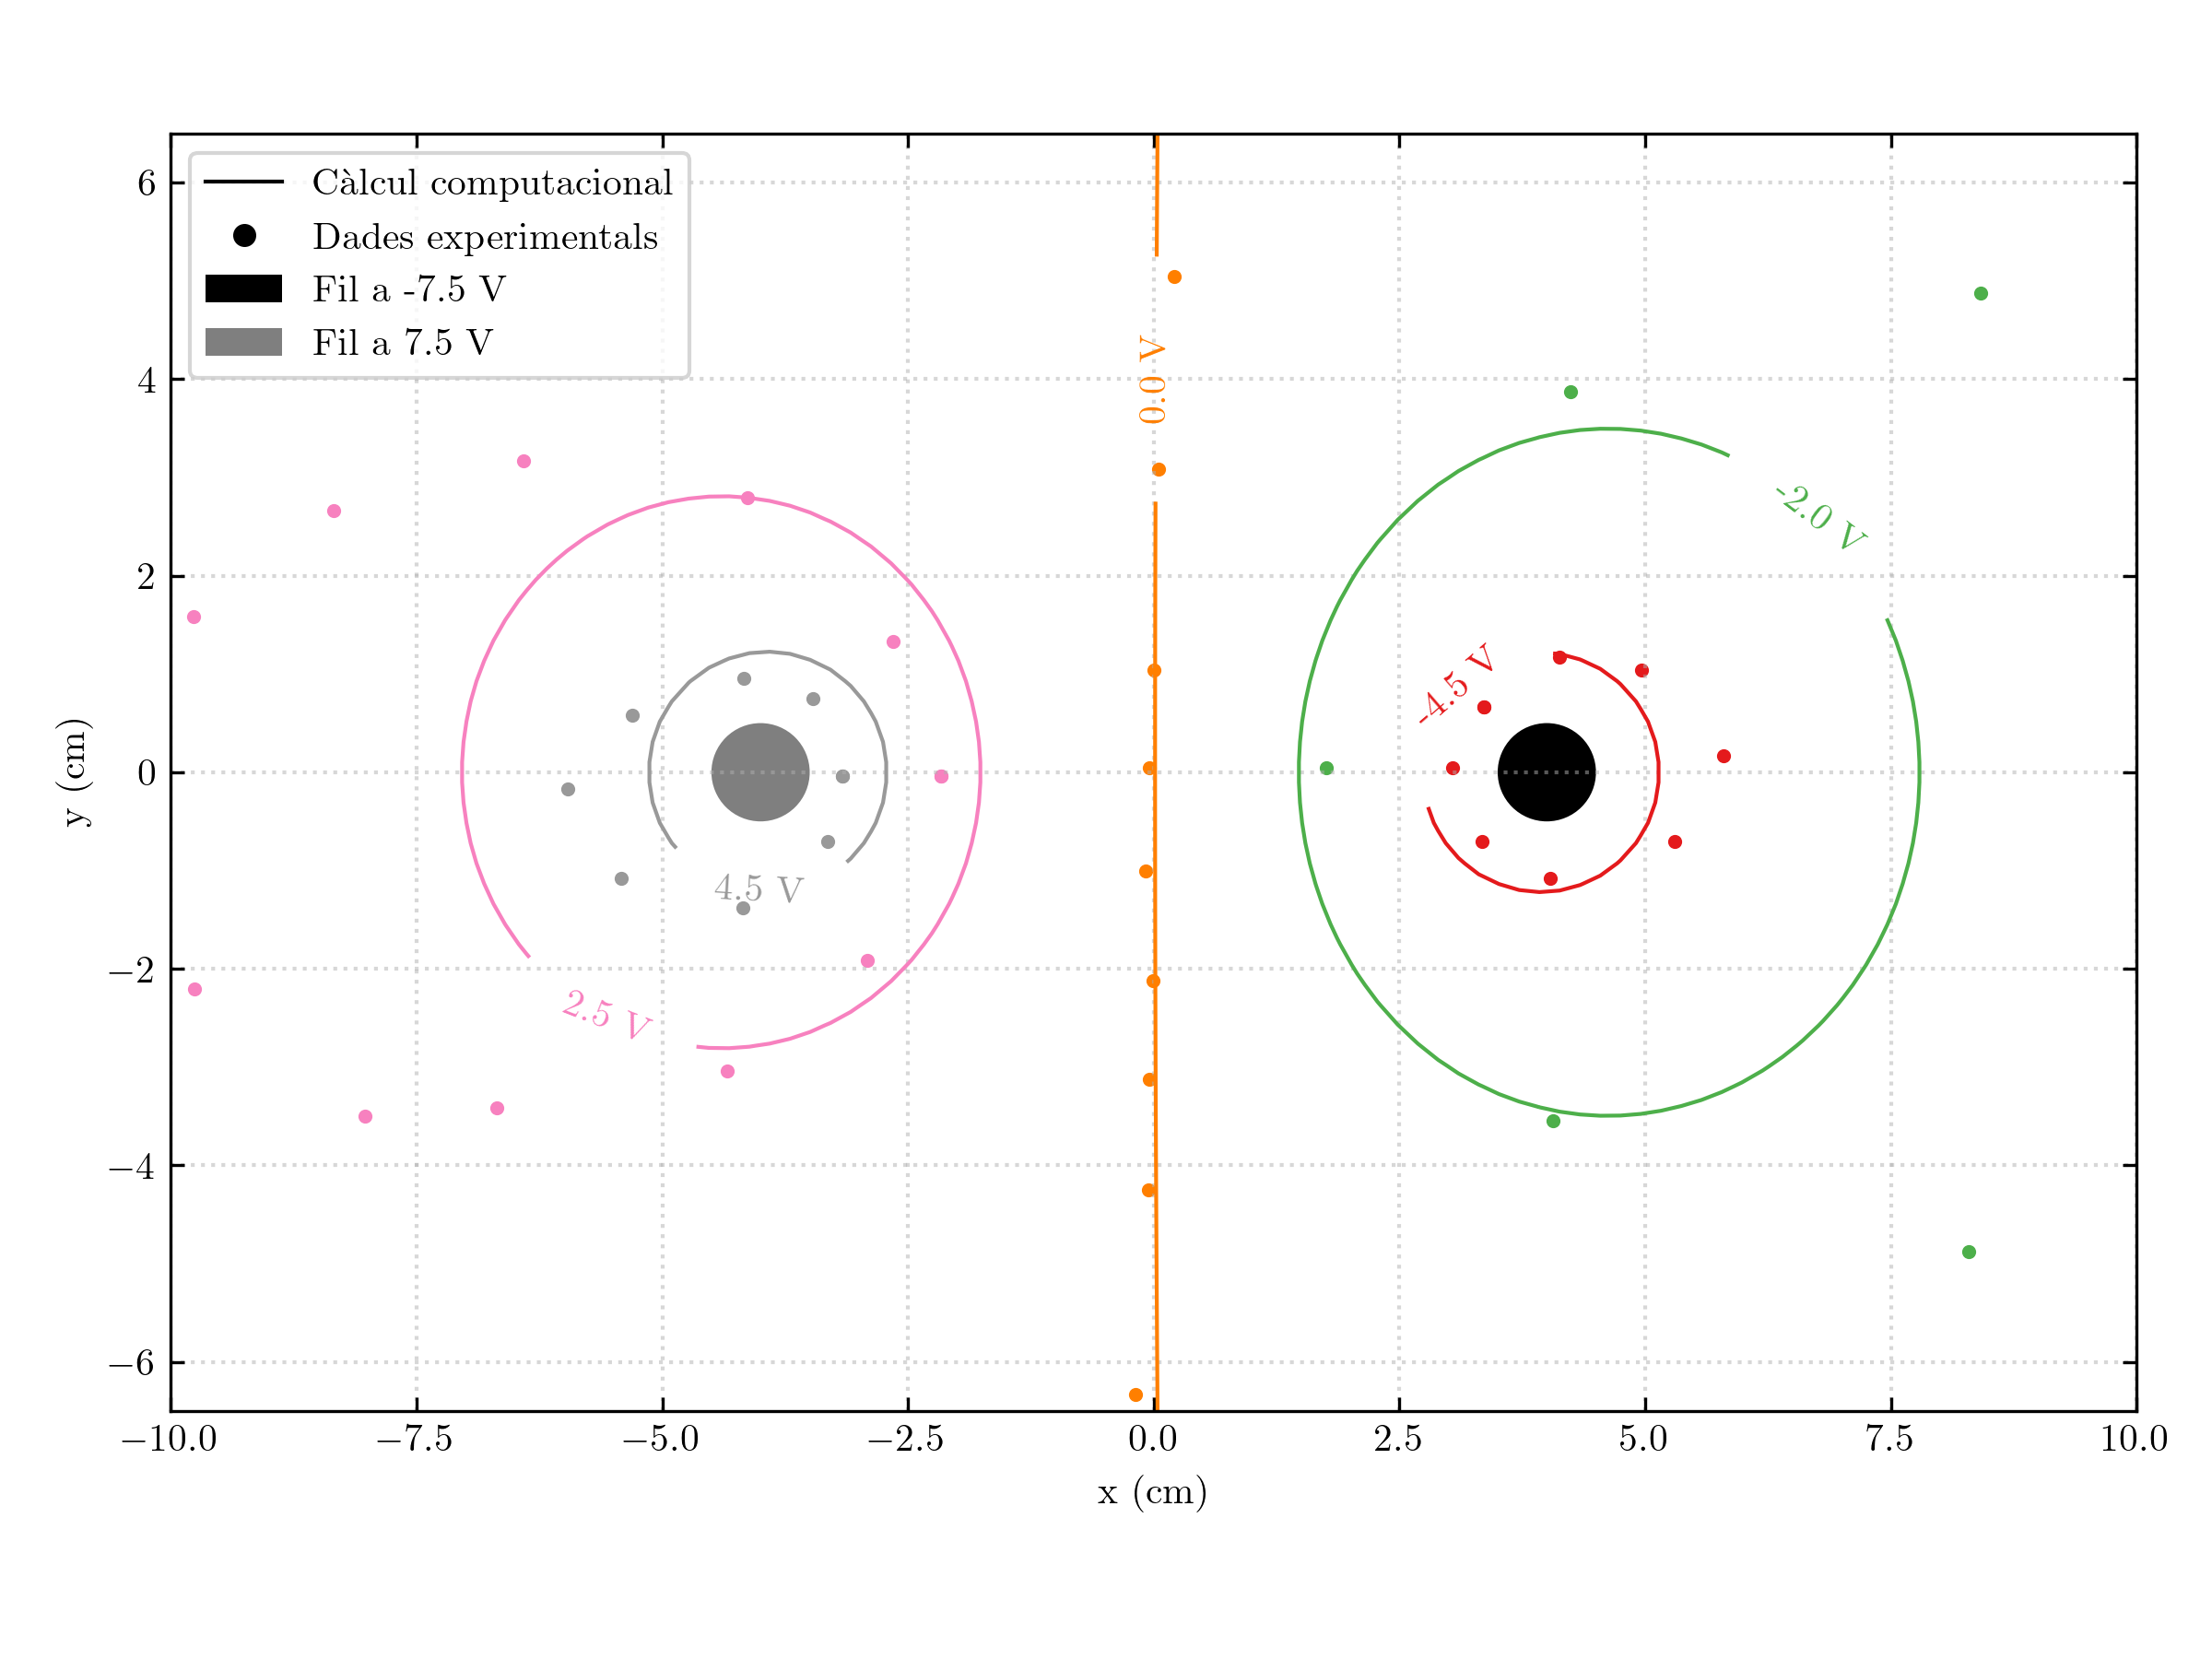 Càlcul computacional
Dades experimentals
Fil a -7.5 V
Fil a 7.5 V
6
4
2
0
−2
−4
−6
y (cm)
0.0 V
-2.0 V
-4.5 V
4.5 V
2.5 V
−10.0 −7.5 −5.0 −2.5 0.0 2.5 5.0 7.5 10.0
x (cm)